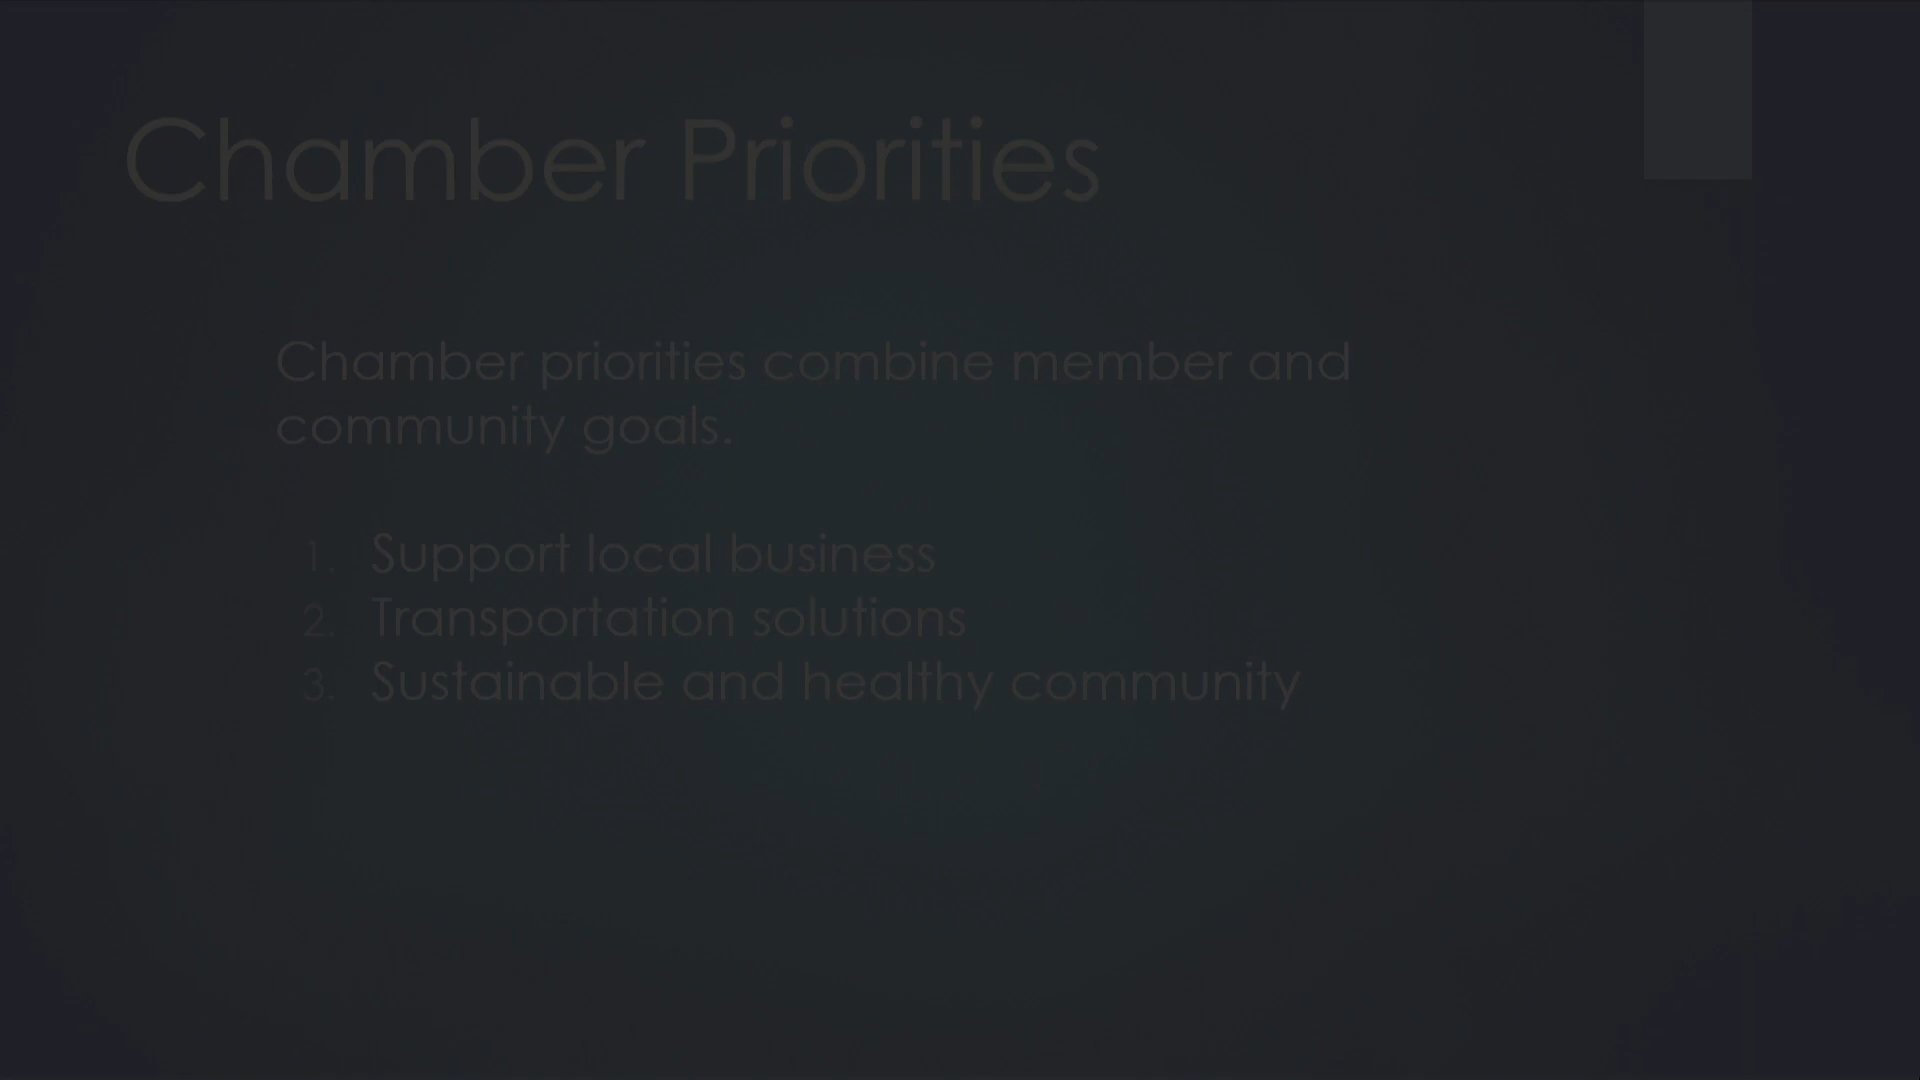 Chamber Priorities
Chamber priorities combine member and
community goals.
1. Support local business
2. Transportation solutions
3. Sustainable and healthy community